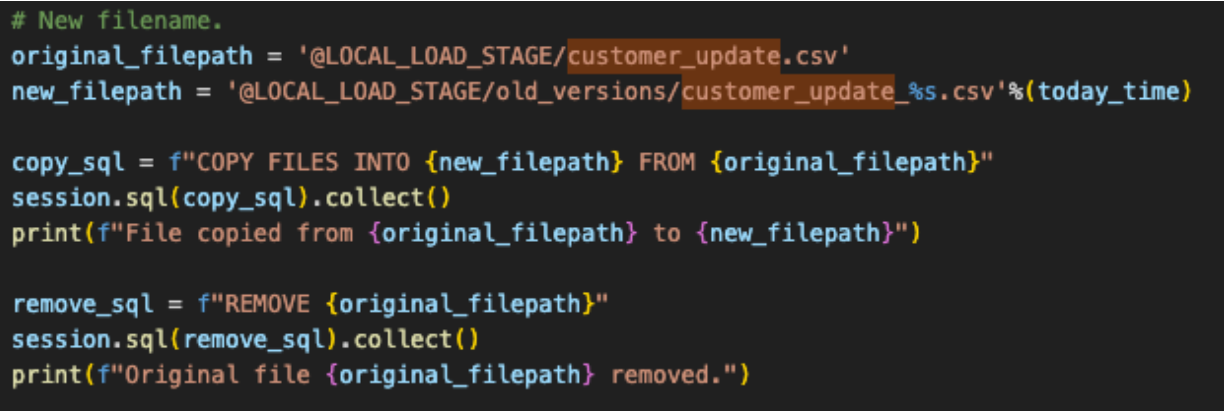 # New filename.
original_filepath = '@LOCAL_LOAD_STAGE/customer_update.csv'
new_filepath = '@LOCAL_LOAD_STAGE/old_versions/customer_update_%s.csv'%(today_time)
copy_sql = f"COPY FILES INTO {new_filepath} FROM {original_filepath}"
session.sql(copy_sql).collect()
print(f"File copied from {original_filepath} to {new_filepath}")
remove_sql = f"REMOVE {original_filepath}"
session.sql(remove_sql).collect()
print(f"Original file {original_filepath} removed.")